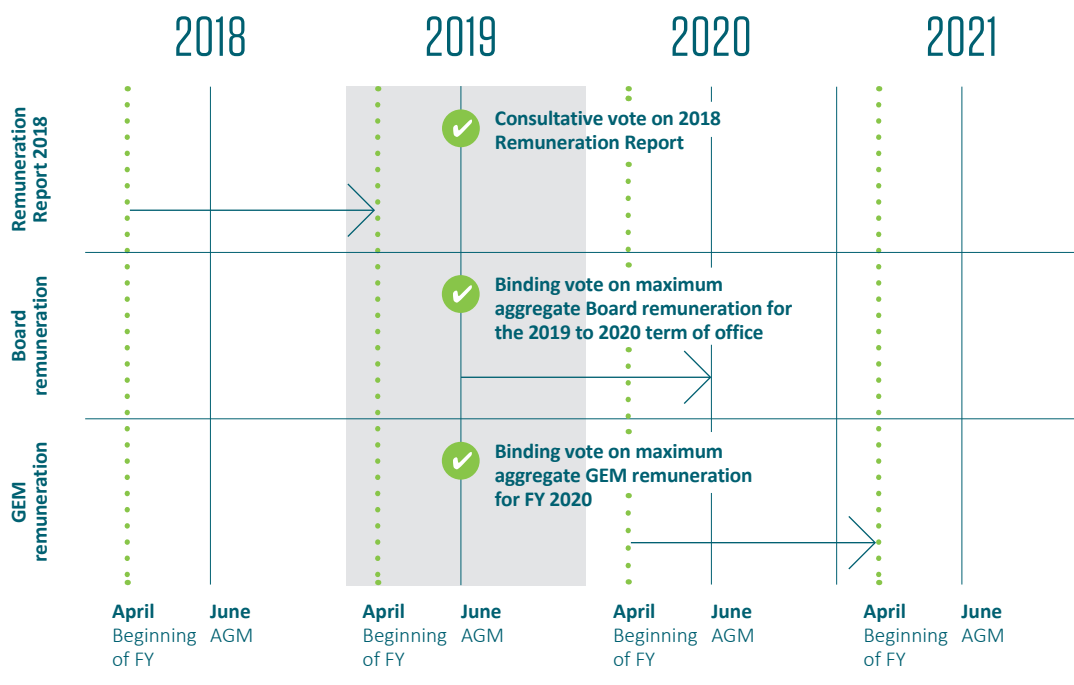 2018
2019
2020
2021
Remuneration
Report 2018
Consultative vote on 2018
Remuneration Report
Board
remuneration
Binding vote on maximum
aggregate Board remuneration for
the 2019 to 2020 term of office
GEM
remuneration
Binding vote on maximum
aggregate GEM remuneration
for FY 2020
April
Beginning
of FY
June
AGM
April
Beginning
of FY
June
AGM
April
Beginning
of FY
June
AGM
April
Beginning
of FY
June
AGM